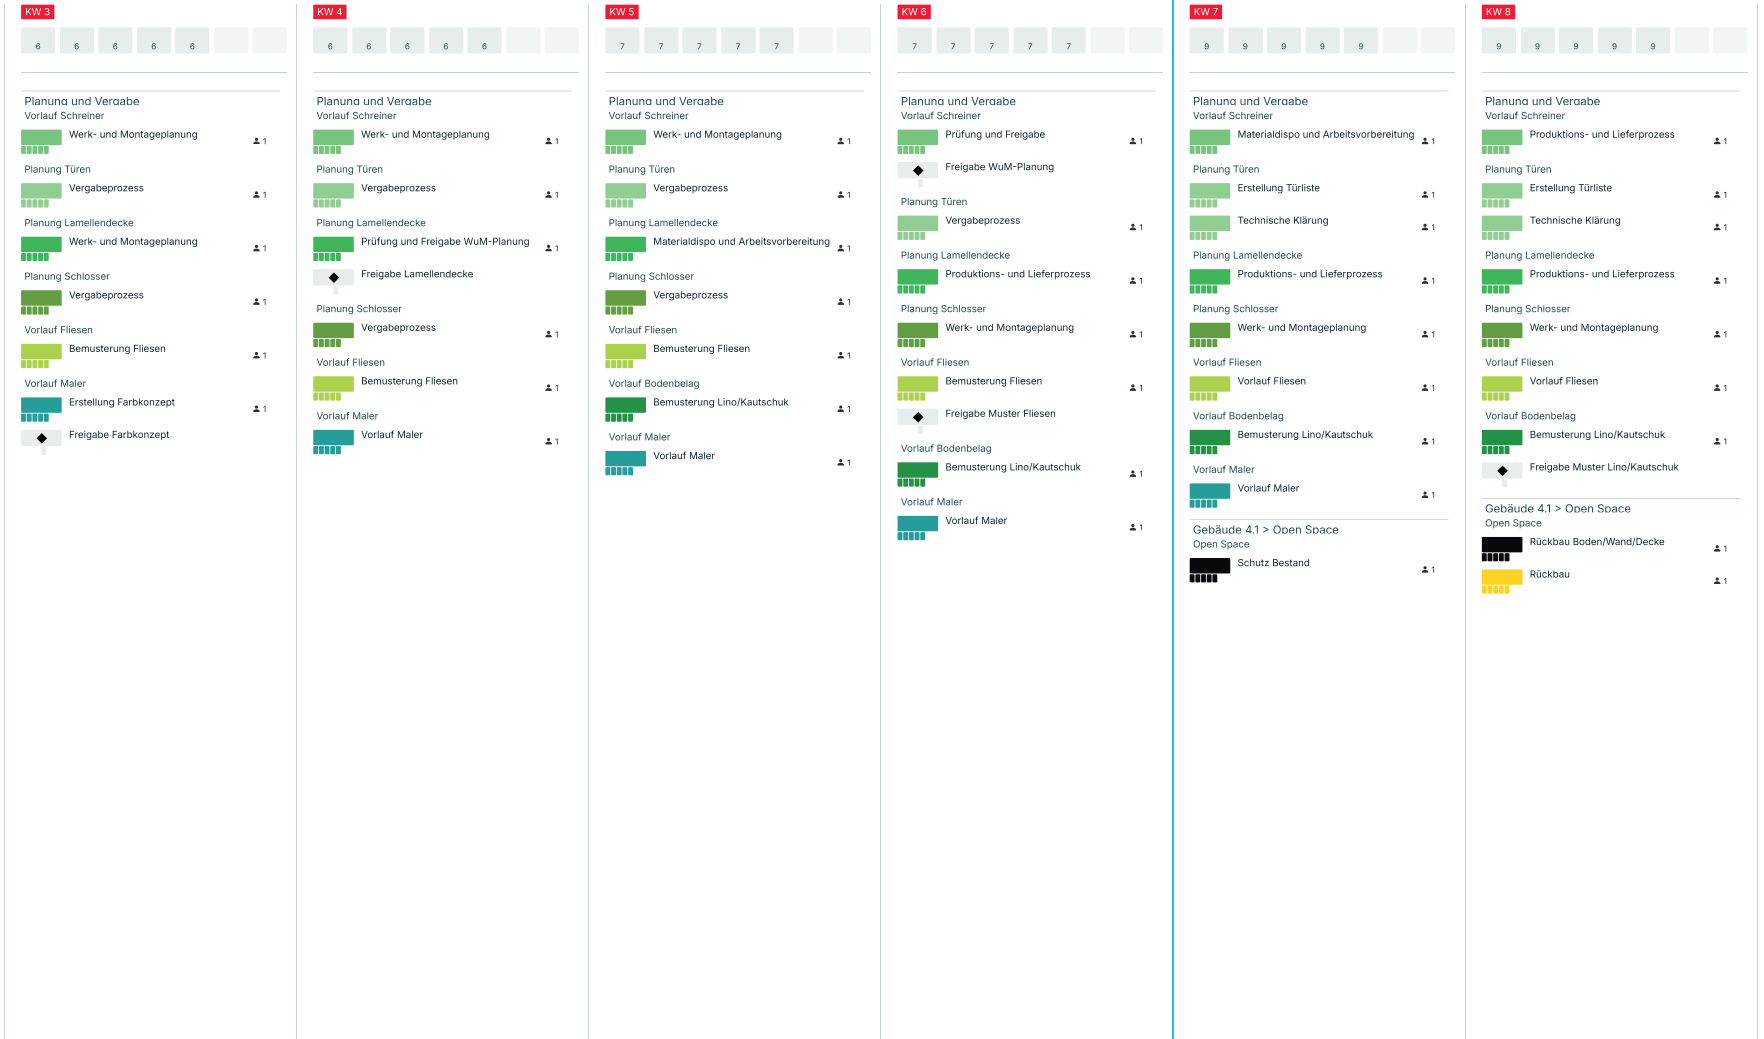 KW 3
6 6 6 6 6
Planung und Vergabe
Vorlauf Schreiner
Werk- und Montageplanung 1
Planung Türen
Vergabeprozess 1
Planung Lamellendecke
Werk- und Montageplanung 1
Planung Schlosser
Vergabeprozess 1
Vorlauf Fliesen
Bemusterung Fliesen 1
Vorlauf Maler
Erstellung Farbkonzept 1
Freigabe Farbkonzept
KW 4
6 6 6 6 6
Planung und Vergabe
Vorlauf Schreiner
Werk- und Montageplanung 1
Planung Türen
Vergabeprozess 1
Planung Lamellendecke
Prüfung und Freigabe WuM-Planung 1
Freigabe Lamellendecke
Planung Schlosser
Vergabeprozess 1
Vorlauf Fliesen
Bemusterung Fliesen 1
Vorlauf Maler
Vorlauf Maler 1
KW 5
7 7 7 7 7
Planung und Vergabe
Vorlauf Schreiner
Werk- und Montageplanung 1
Planung Türen
Vergabeprozess 1
Planung Lamellendecke
Materialdispo und Arbeitsvorbereitung 1
Planung Schlosser
Vergabeprozess 1
Vorlauf Fliesen
Bemusterung Fliesen 1
Vorlauf Bodenbelag
Bemusterung Lino/Kautschuk 1
Vorlauf Maler
Vorlauf Maler 1
KW 6
7 7 7 7 7
Planung und Vergabe
Vorlauf Schreiner
Prüfung und Freigabe 1
Freigabe WuM-Planung
Planung Türen
Vergabeprozess 1
Planung Lamellendecke
Produktions- und Lieferprozess 1
Planung Schlosser
Werk- und Montageplanung 1
Vorlauf Fliesen
Bemusterung Fliesen 1
Freigabe Muster Fliesen
Vorlauf Bodenbelag
Bemusterung Lino/Kautschuk 1
Vorlauf Maler
Vorlauf Maler 1
KW 7
9 9 9 9 9
Planung und Vergabe
Vorlauf Schreiner
Materialdispo und Arbeitsvorbereitung 1
Planung Türen
Erstellung Türliste 1
Technische Klärung 1
Planung Lamellendecke
Produktions- und Lieferprozess 1
Planung Schlosser
Werk- und Montageplanung 1
Vorlauf Fliesen
Vorlauf Fliesen 1
Vorlauf Bodenbelag
Bemusterung Lino/Kautschuk 1
Vorlauf Maler
Vorlauf Maler 1
Gebäude 4.1 > Open Space
Open Space
Schutz Bestand 1
KW 8
9 9 9 9 9
Planung und Vergabe
Vorlauf Schreiner
Produktions- und Lieferprozess 1
Planung Türen
Erstellung Türliste 1
Technische Klärung 1
Planung Lamellendecke
Produktions- und Lieferprozess 1
Planung Schlosser
Werk- und Montageplanung 1
Vorlauf Fliesen
Vorlauf Fliesen 1
Vorlauf Bodenbelag
Bemusterung Lino/Kautschuk 1
Freigabe Muster Lino/Kautschuk
Gebäude 4.1 > Open Space
Open Space
Rückbau Boden/Wand/Decke 1
Rückbau 1